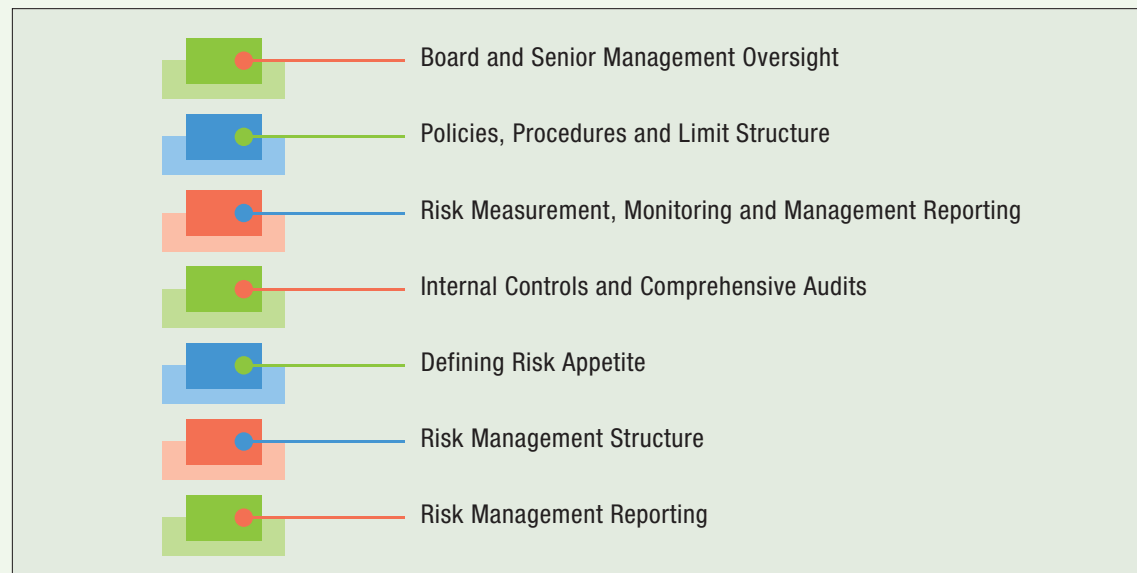 Board and Senior Management Oversight
Policies, Procedures and Limit Structure
Risk Measurement, Monitoring and Management Reporting
Internal Controls and Comprehensive Audits
Defining Risk Appetite
Risk Management Structure
Risk Management Reporting